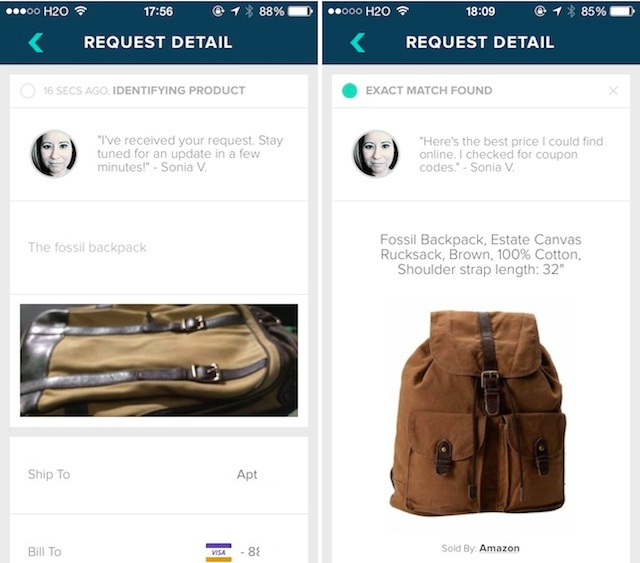 H2O 17:56 88%
REQUEST DETAIL
16 SECS AGO, IDENTIFYING PRODUCT
"I've received your request. Stay
tuned for an update in a few
minutes!" - Sonia V.
The fossil backpack
Ship To Apt
Bill To VISA - 88
H2O 18:09 85%
REQUEST DETAIL
EXACT MATCH FOUND
"Here's the best price I could find
online. I checked for coupon
codes." - Sonia V.
Fossil Backpack, Estate Canvas
Rucksack, Brown, 100% Cotton,
Shoulder strap length: 32"
Sold By: Amazon